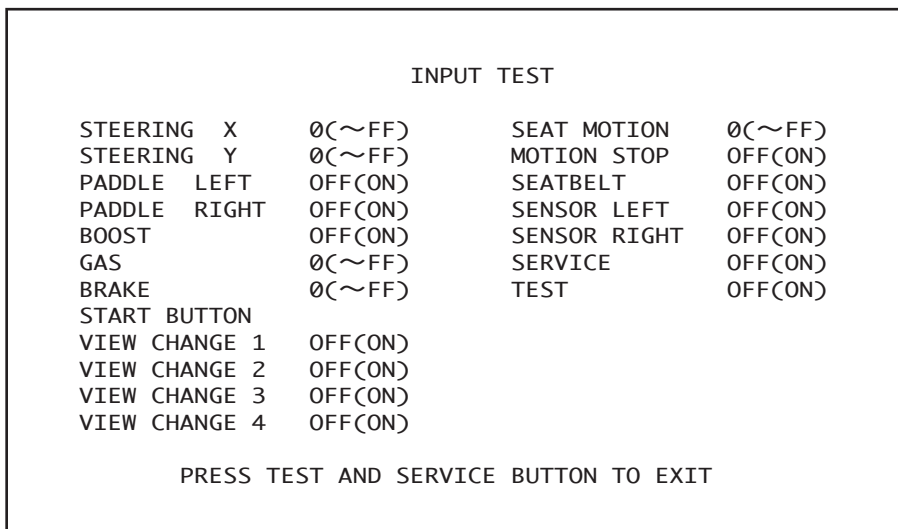 INPUT TEST
STEERING X 0(～FF) SEAT MOTION 0(～FF)
STEERING Y 0(～FF) MOTION STOP OFF(ON)
PADDLE LEFT OFF(ON) SEATBELT OFF(ON)
PADDLE RIGHT OFF(ON) SENSOR LEFT OFF(ON)
BOOST OFF(ON) SENSOR RIGHT OFF(ON)
GAS 0(～FF) SERVICE OFF(ON)
BRAKE 0(～FF) TEST OFF(ON)
START BUTTON
VIEW CHANGE 1 OFF(ON)
VIEW CHANGE 2 OFF(ON)
VIEW CHANGE 3 OFF(ON)
VIEW CHANGE 4 OFF(ON)
PRESS TEST AND SERVICE BUTTON TO EXIT